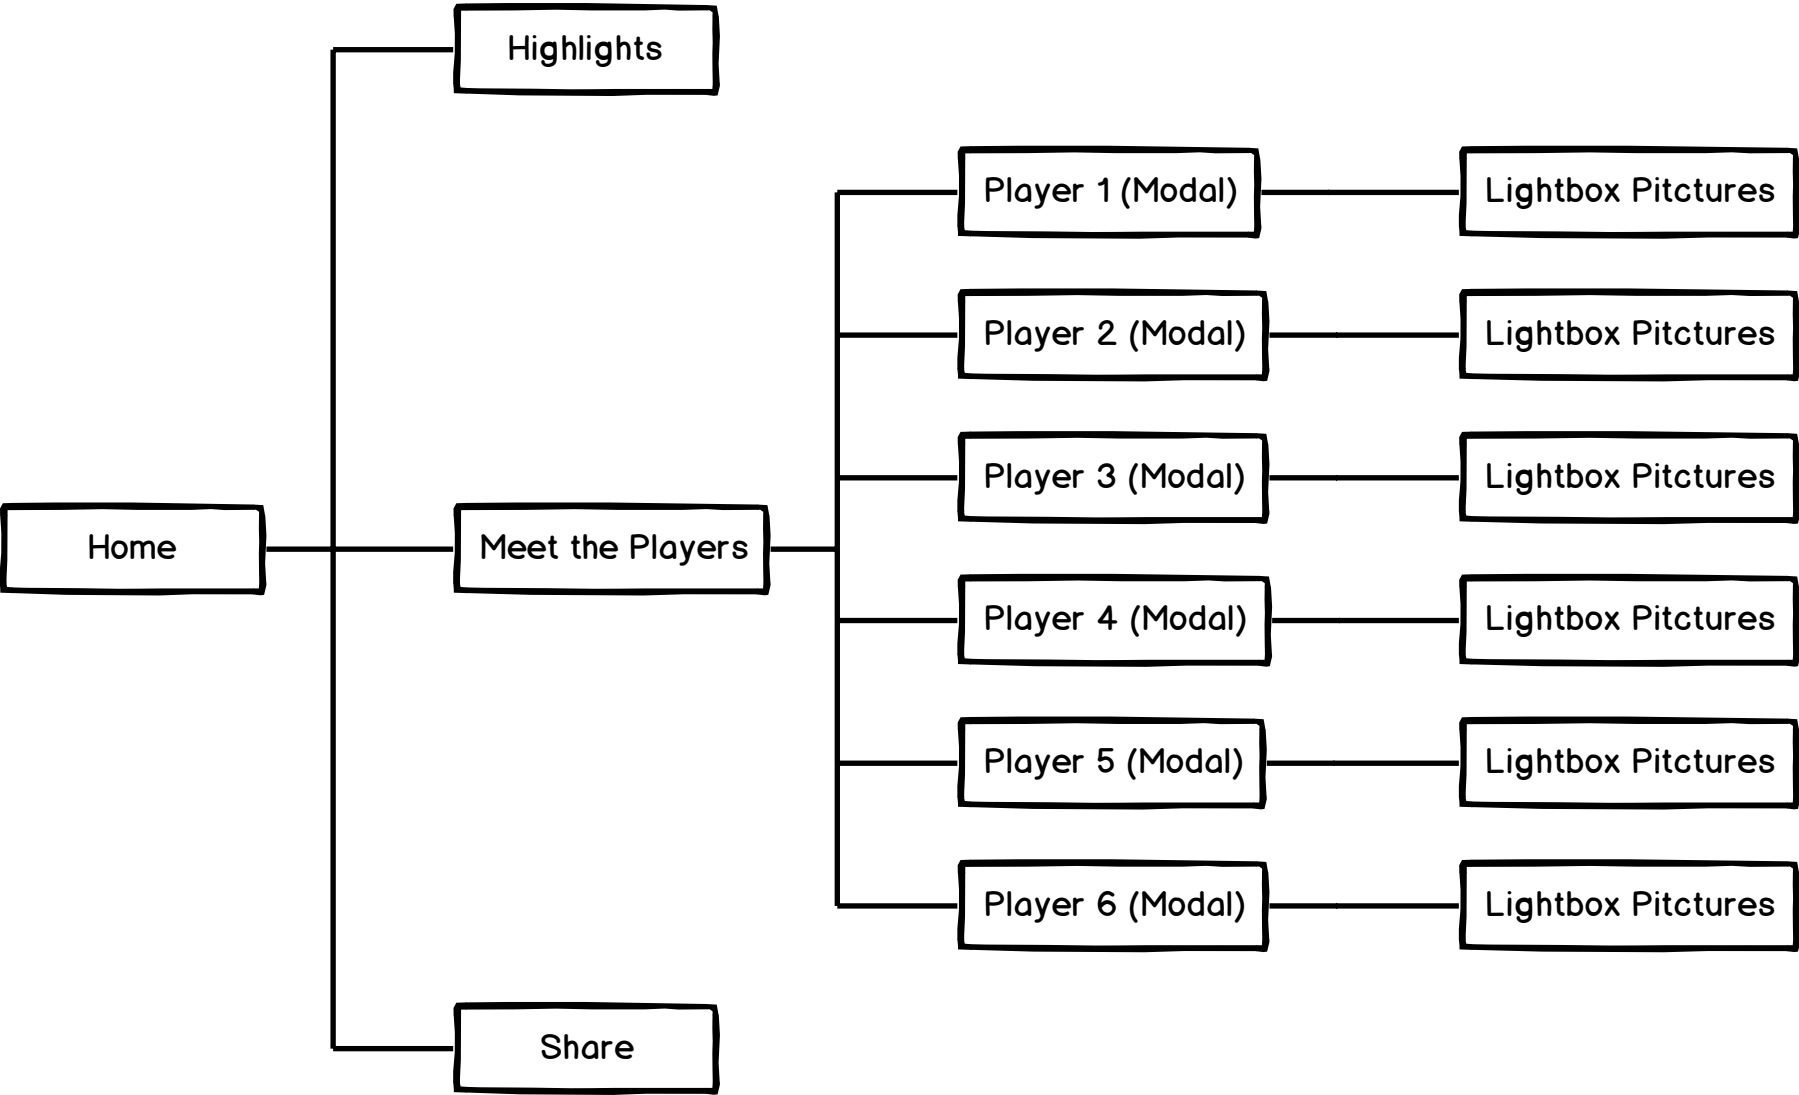 Highlights
Player 1 (Modal)
Lightbox Pitctures
Player 2 (Modal)
Lightbox Pitctures
Player 3 (Modal)
Lightbox Pitctures
Home
Meet the Players
Player 4 (Modal)
Lightbox Pitctures
Player 5 (Modal)
Lightbox Pitctures
Player 6 (Modal)
Lightbox Pitctures
Share